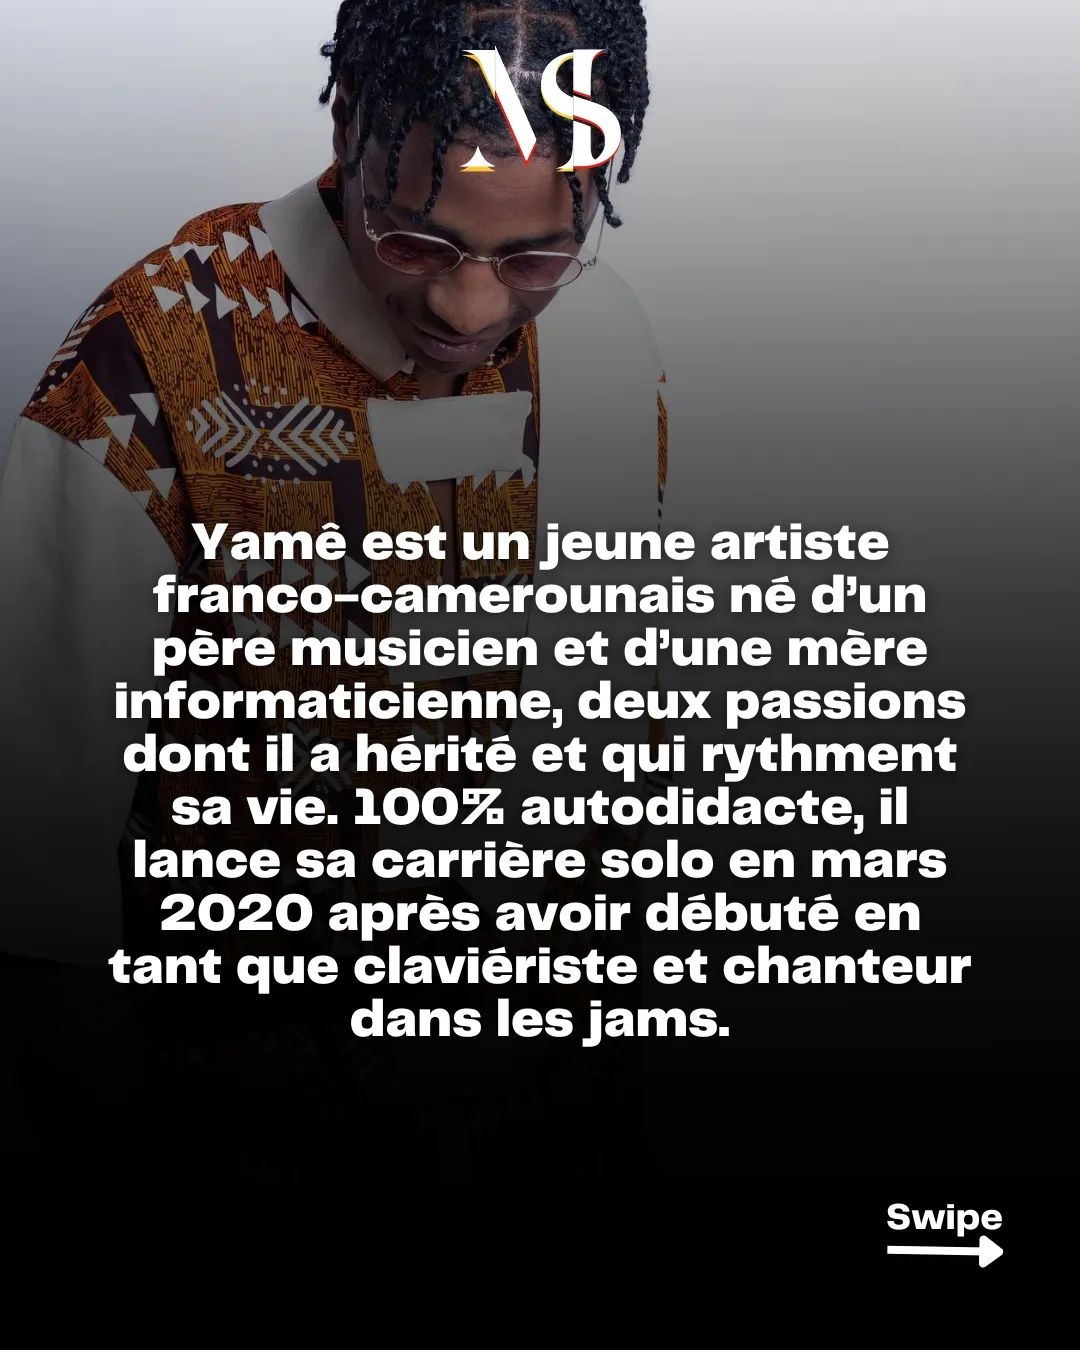 MS
Yamê est un jeune artiste
franco-camerounais né d’un
père musicien et d’une mère
informaticienne, deux passions
dont il a hérité et qui rythment
sa vie. 100% autodidacte, il
lance sa carrière solo en mars
2020 après avoir débuté en
tant que claviériste et chanteur
dans les jams.
Swipe